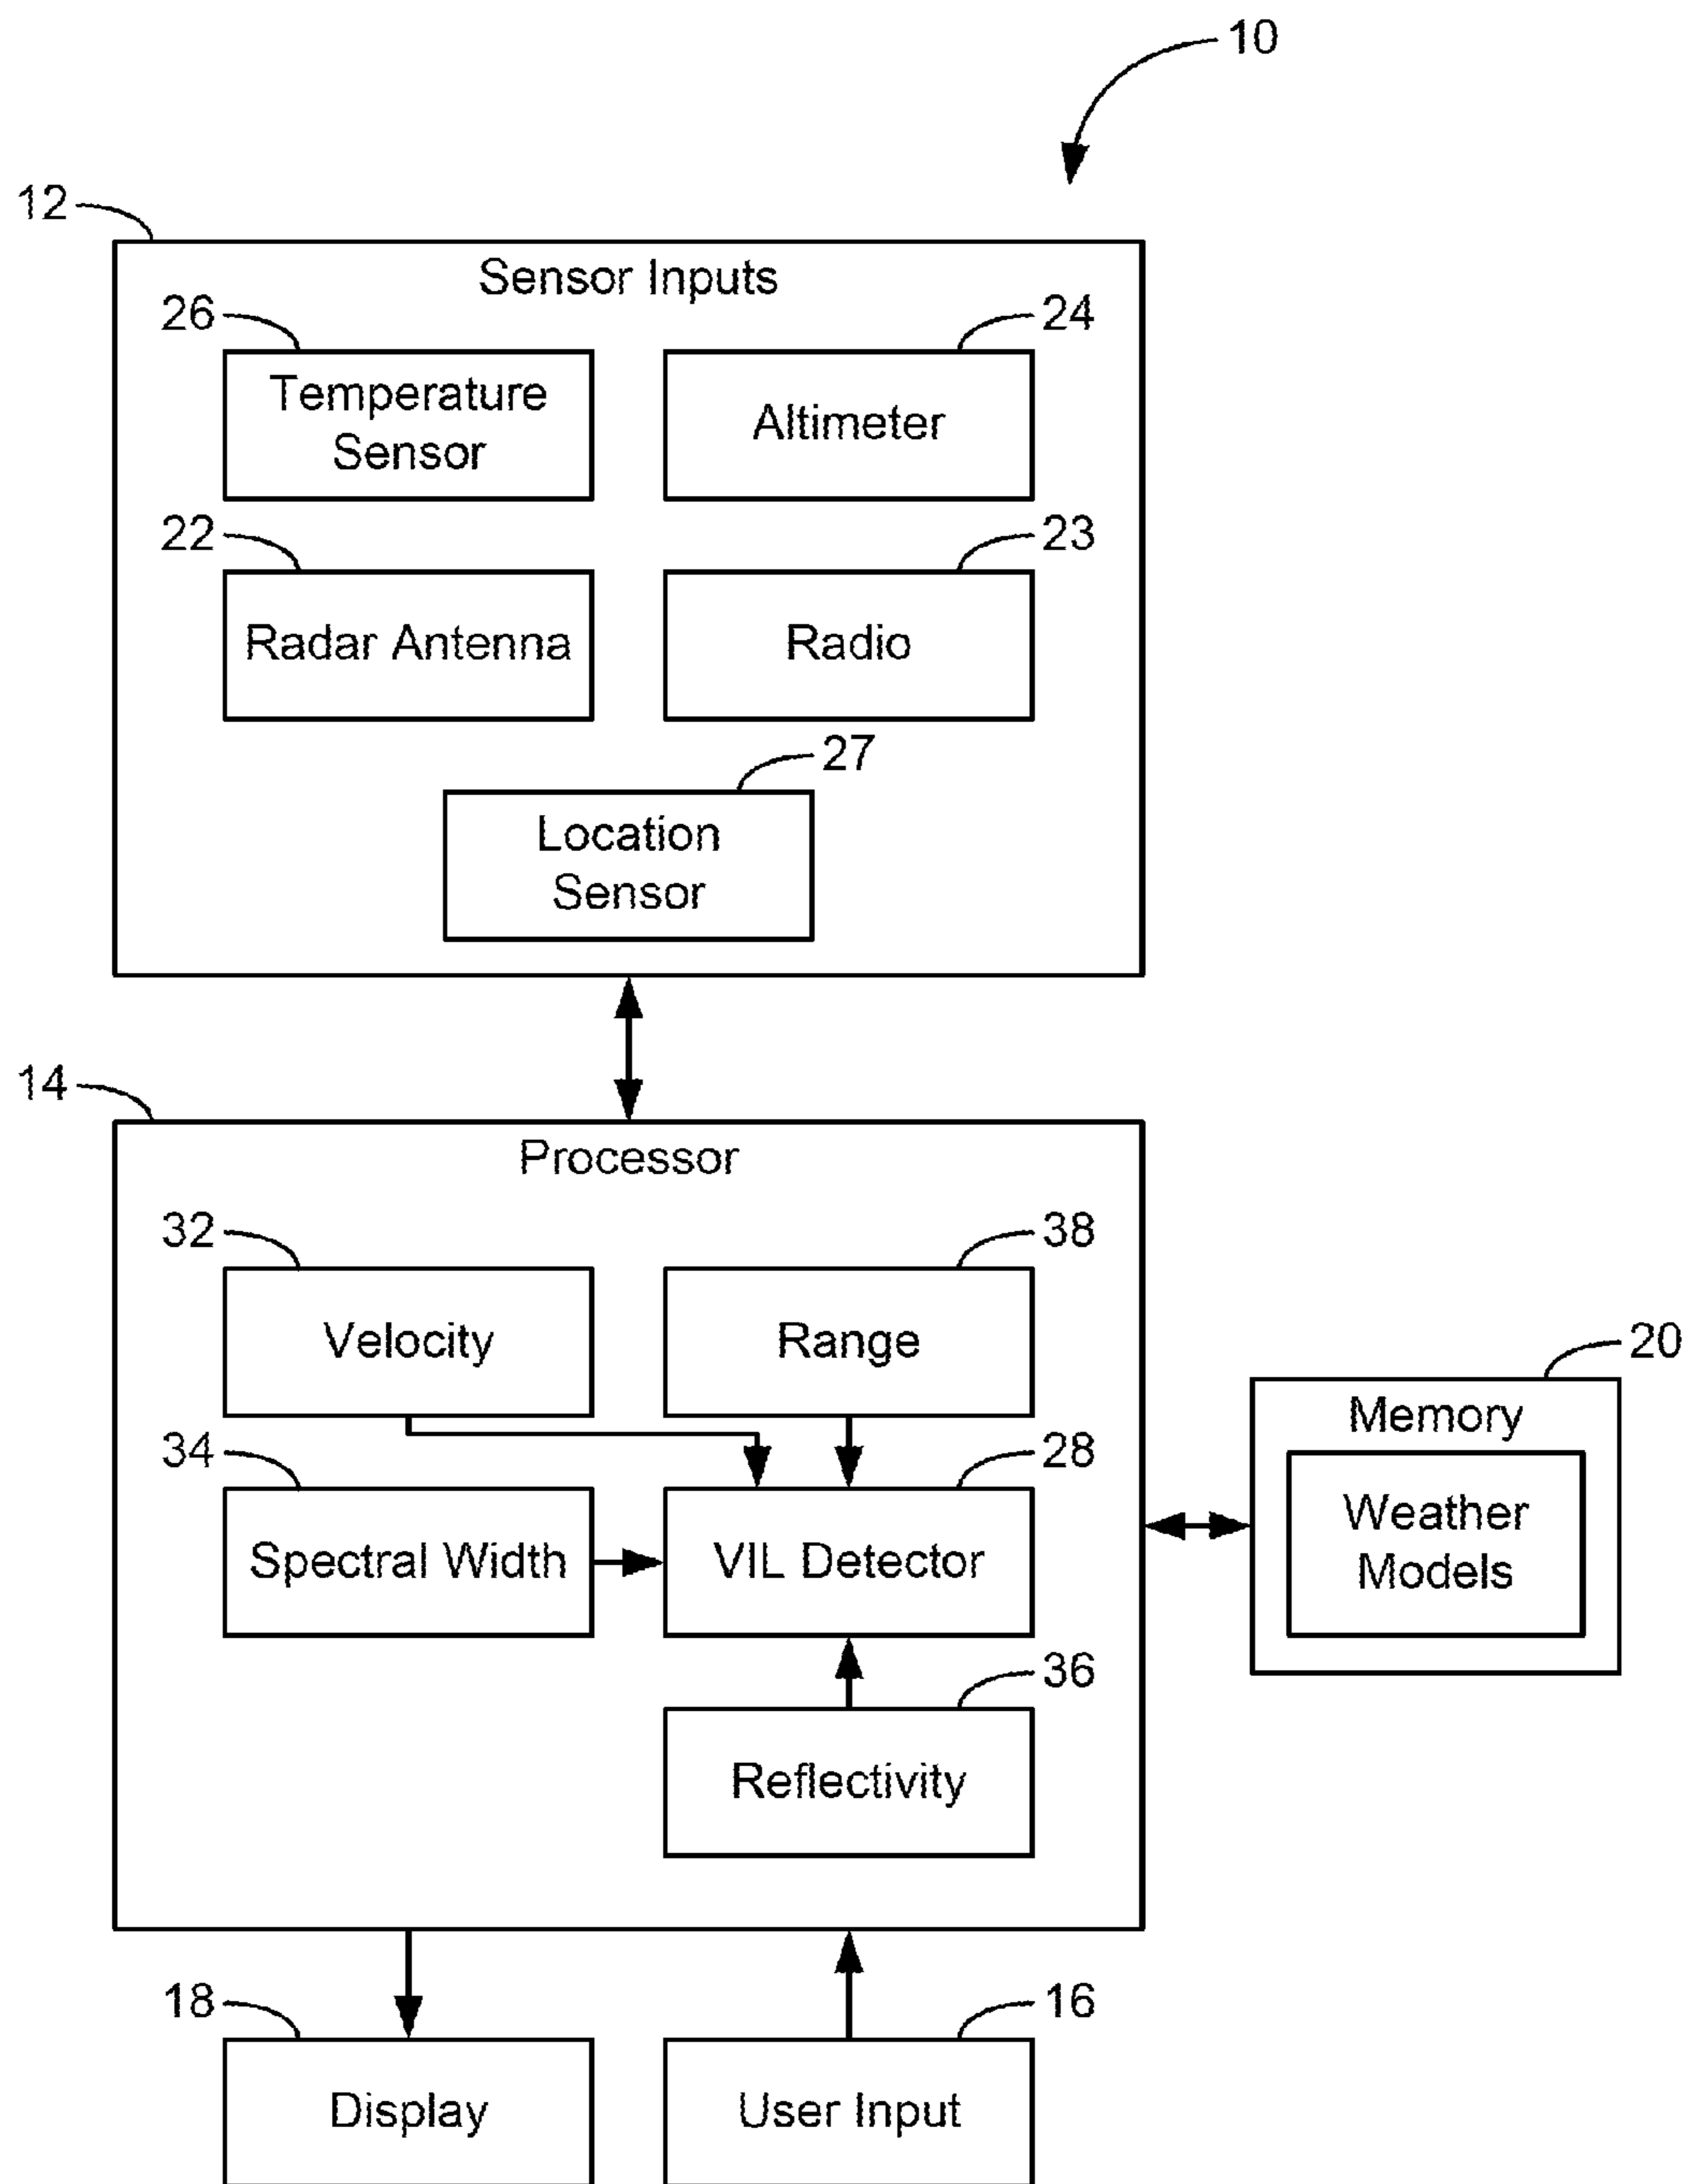 10
12
Sensor Inputs
26
24
Temperature
Sensor
Altimeter
22
23
Radar Antenna
Radio
27
Location
Sensor
14
Processor
32
38
Velocity
Range
20
Memory
Weather
Models
34
28
Spectral Width
VIL Detector
36
Reflectivity
18
16
Display
User Input